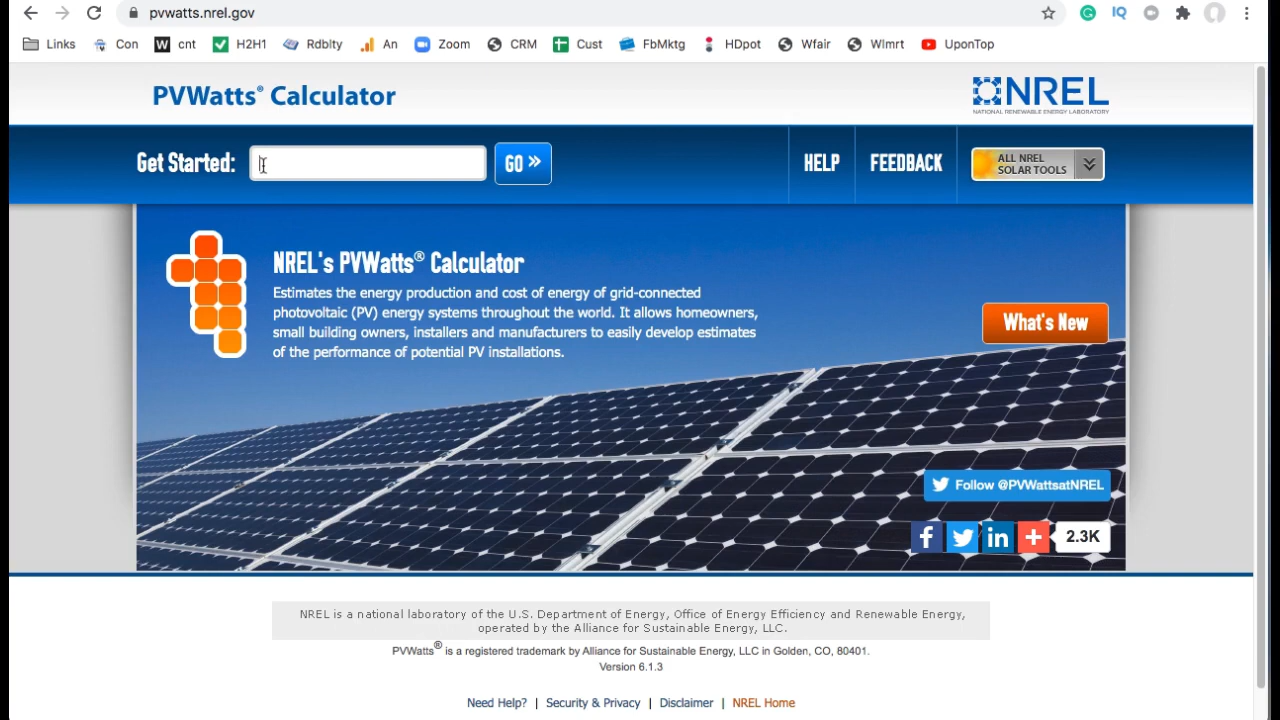 pvwatts.nrel.gov
IQ
Links Con W cnt H2H1 Rdblty An Zoom CRM Cust FbMktg HDpot Wfair Wlmrt UponTop
PVWatts® Calculator
NREL
NATIONAL RENEWABLE ENERGY LABORATORY
Get Started: GO » HELP FEEDBACK
ALL NREL
SOLAR TOOLS
NREL's PVWatts® Calculator
Estimates the energy production and cost of energy of grid-connected
photovoltaic (PV) energy systems throughout the world. It allows homeowners,
small building owners, installers and manufacturers to easily develop estimates
of the performance of potential PV installations.
What's New
Follow @PVWattsatNREL
f in + 2.3K
NREL is a national laboratory of the U.S. Department of Energy, Office of Energy Efficiency and Renewable Energy,
operated by the Alliance for Sustainable Energy, LLC.
PVWatts® is a registered trademark by Alliance for Sustainable Energy, LLC in Golden, CO, 80401.
Version 6.1.3
Need Help? | Security & Privacy | Disclaimer | NREL Home